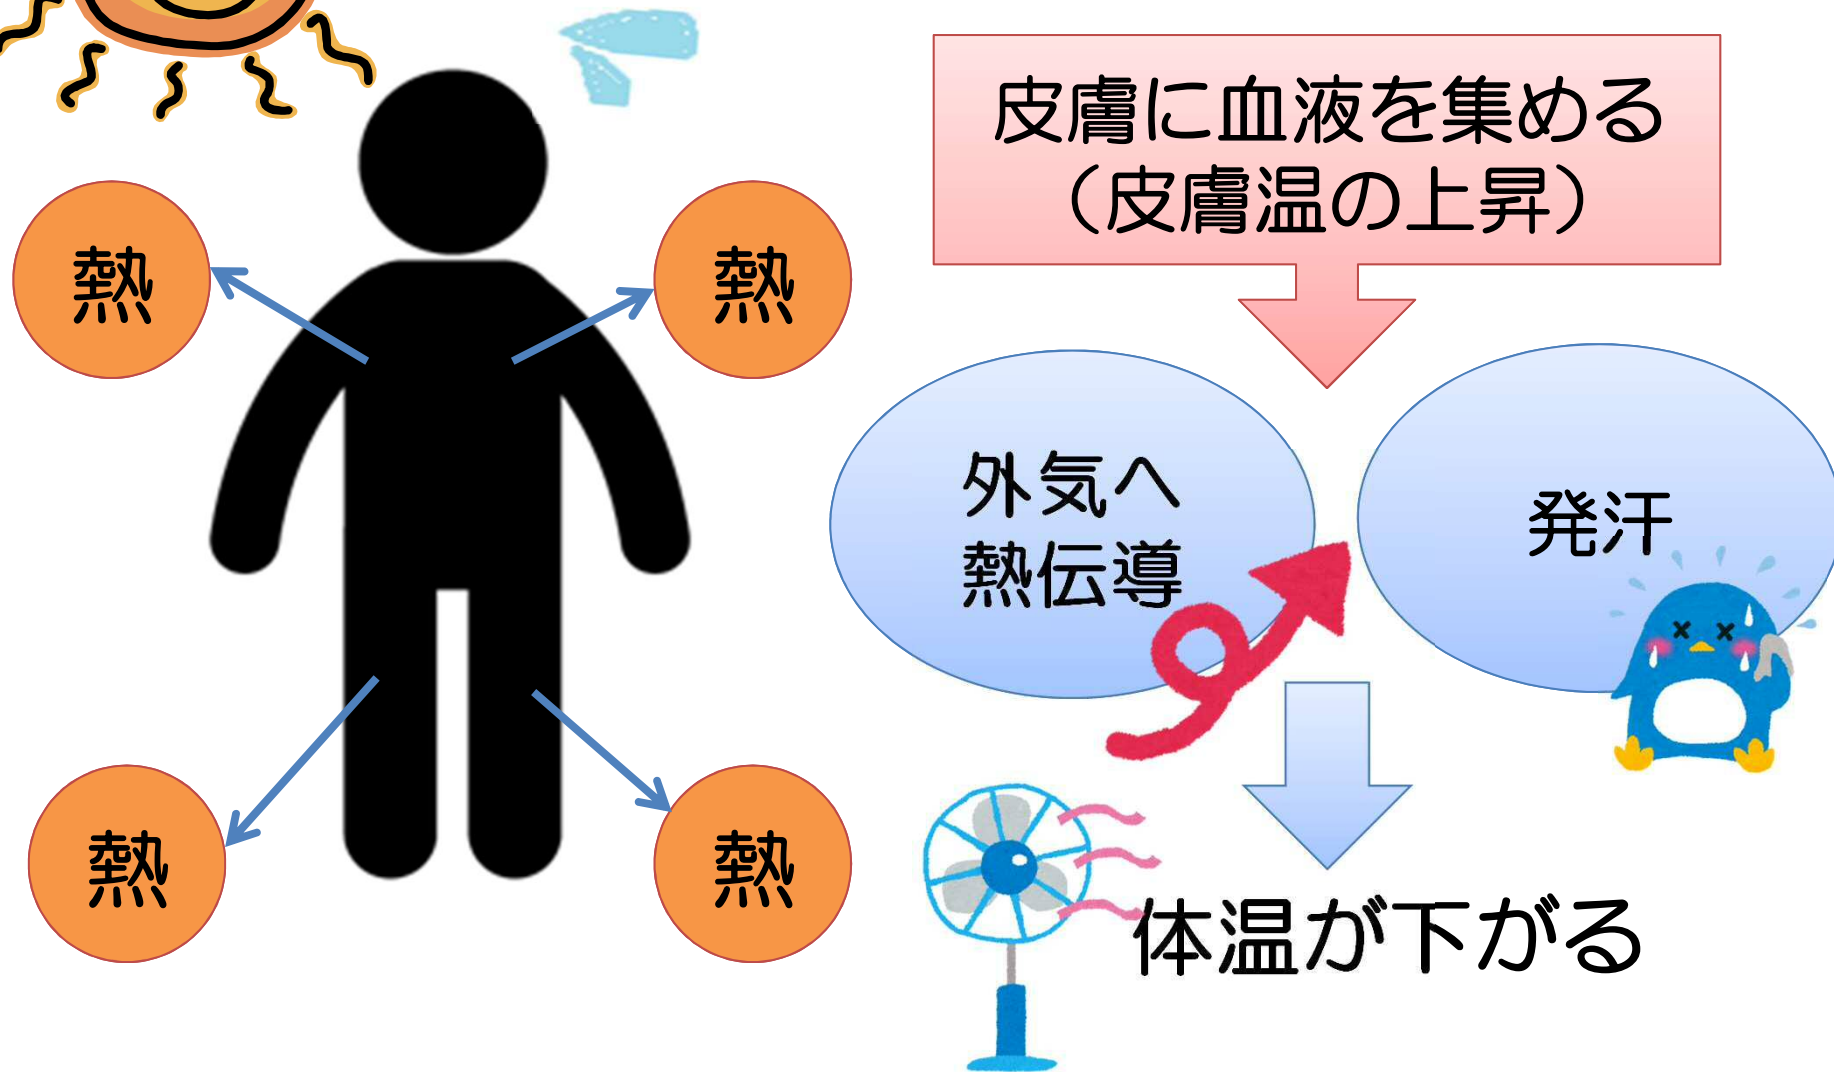 熱
熱
熱
熱
皮膚に血液を集める
（皮膚温の上昇）
外気へ
熱伝導
発汗
体温が下がる